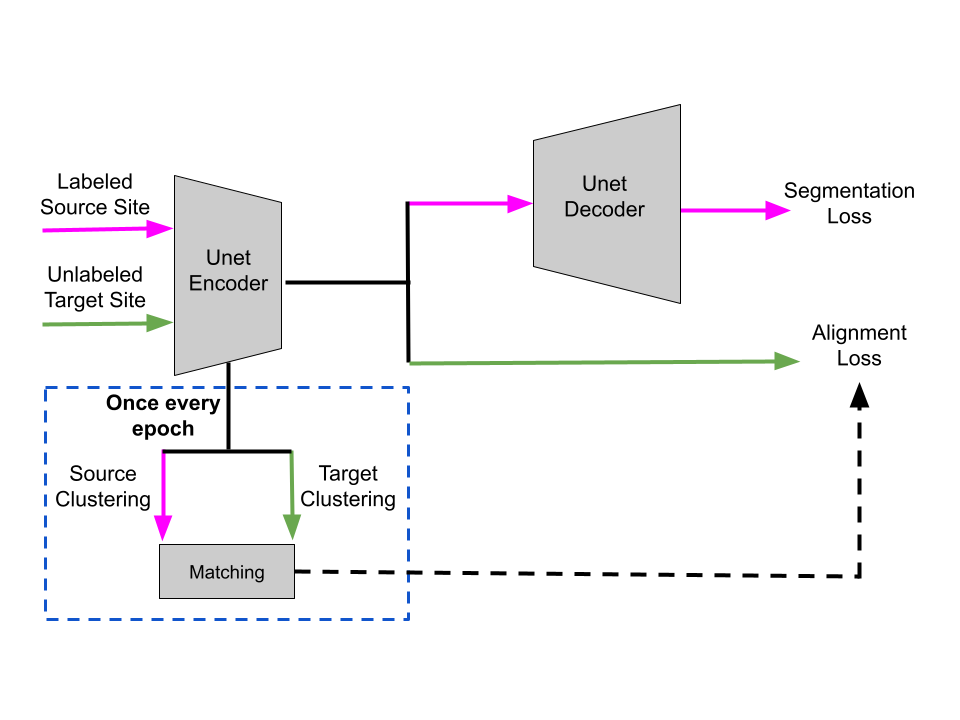 Labeled
Source Site
Unlabeled
Target Site
Unet
Encoder
Unet
Decoder
Segmentation
Loss
Alignment
Loss
Once every
epoch
Source
Clustering
Target
Clustering
Matching